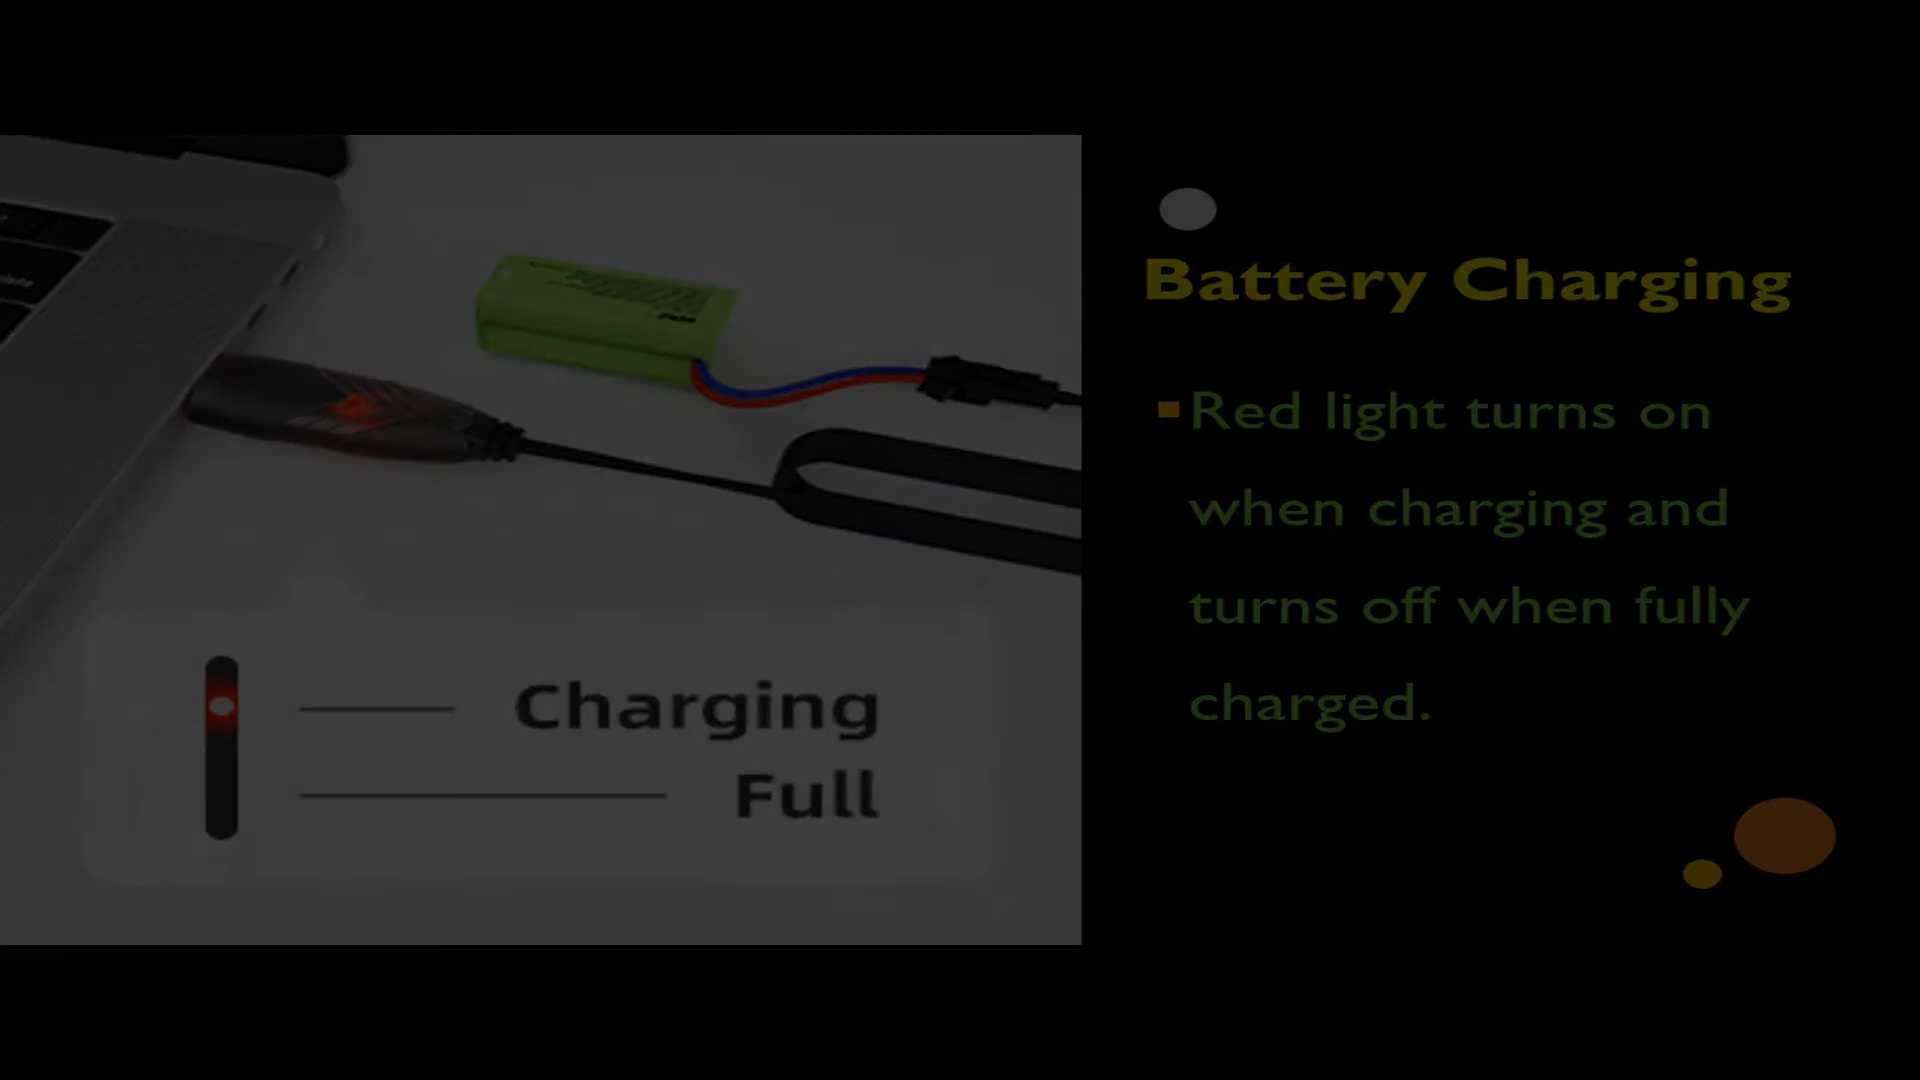 Battery Charging
Red light turns on
when charging and
turns off when fully
charged.
Charging
Full